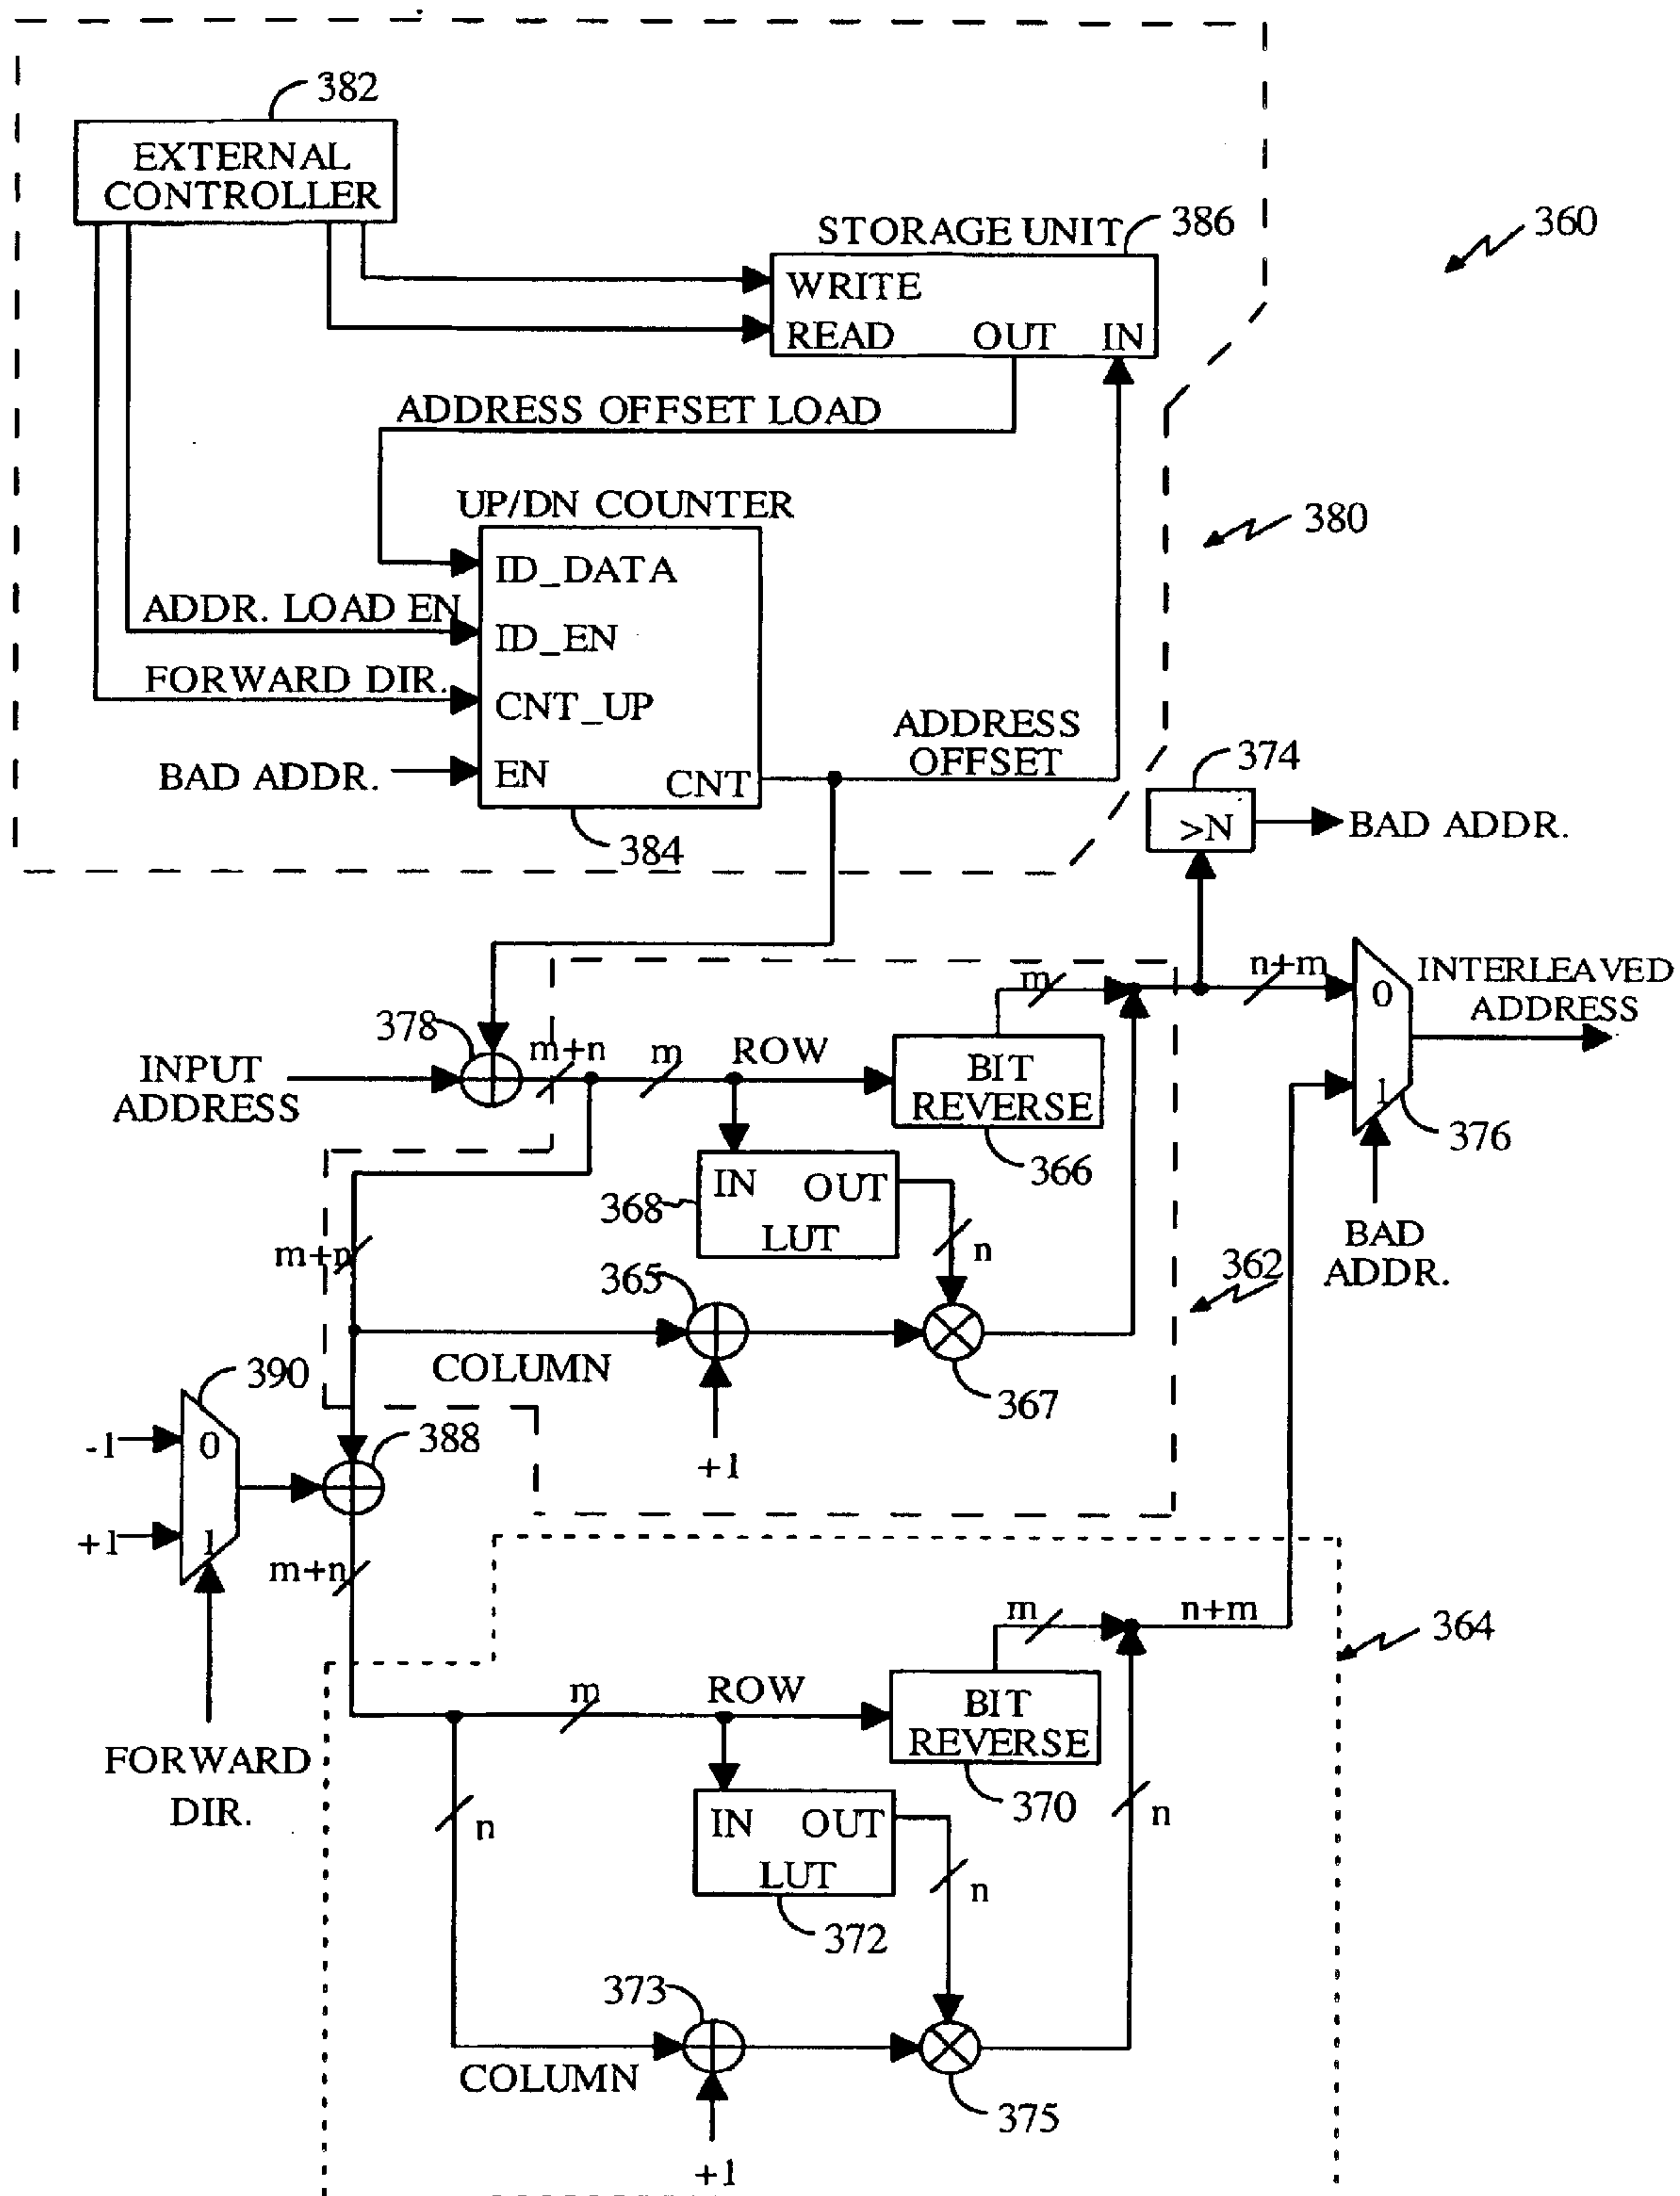 382
EXTERNAL
CONTROLLER
STORAGE UNIT
386
360
WRITE
READ OUT IN
ADDRESS OFFSET LOAD
UP/DN COUNTER
380
ID_DATA
ADDR. LOAD EN
ID_EN
FORWARD DIR.
CNT_UP
ADDRESS
OFFSET
BAD ADDR.
EN
CNT
374
>N
BAD ADDR.
384
m
n+m
INTERLEAVED
ADDRESS
0
378
m+n
m
ROW
INPUT
ADDRESS
BIT
REVERSE
1
376
366
IN OUT
LUT
368
n
BAD
ADDR.
m+n
365
362
COLUMN
367
390
-1
0
388
+1
+1
1
m+n
m
n+m
364
m
ROW
BIT
REVERSE
FORWARD
DIR.
370
n
n
IN OUT
LUT
n
372
373
COLUMN
375
+1